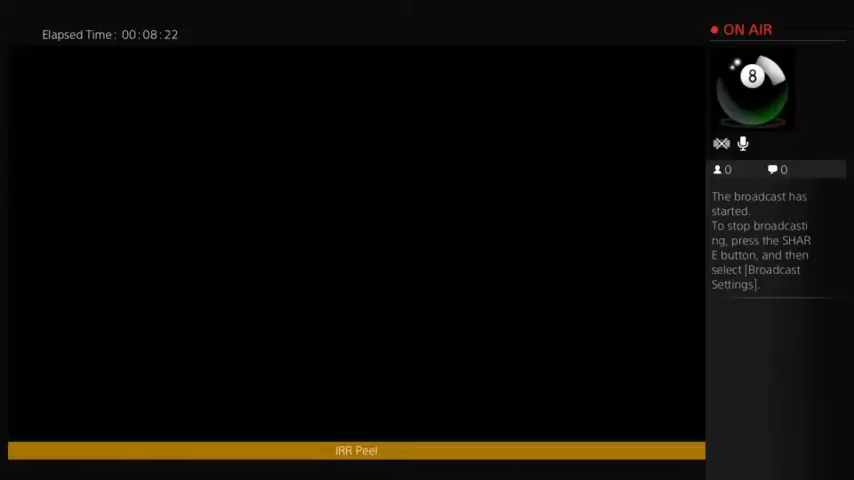 Elapsed Time: 00:08:22
ON AIR
8
0 0
The broadcast has
started.
To stop broadcasti
ng, press the SHAR
E button, and then
select [Broadcast
Settings].
JRR Peel